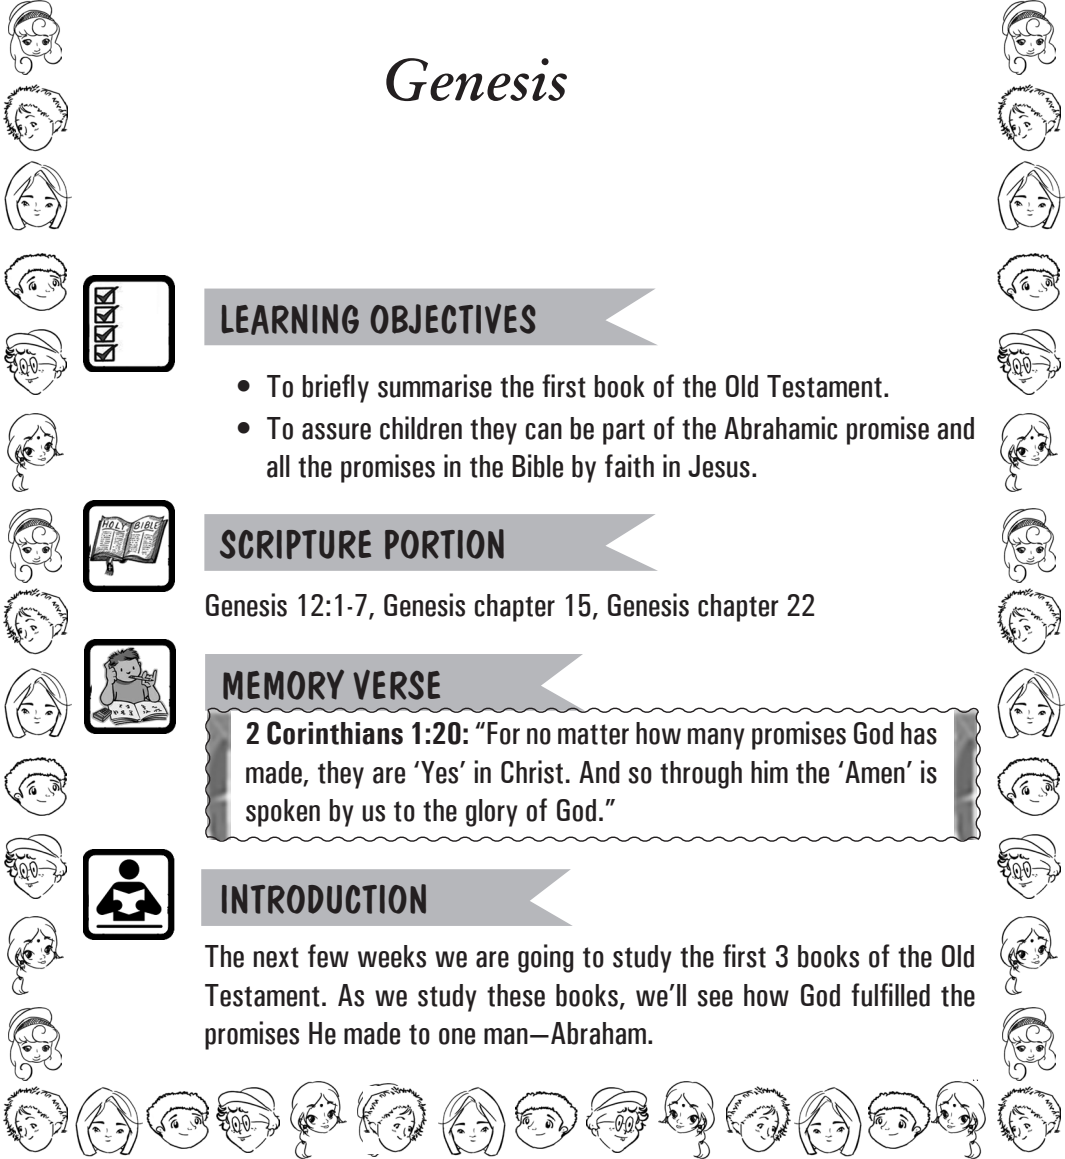 Genesis
LEARNING OBJECTIVES
• To briefly summarise the first book of the Old Testament.
• To assure children they can be part of the Abrahamic promise and
all the promises in the Bible by faith in Jesus.
HOLY BIBLE
SCRIPTURE PORTION
Genesis 12:1-7, Genesis chapter 15, Genesis chapter 22
MEMORY VERSE
2 Corinthians 1:20: “For no matter how many promises God has
made, they are ‘Yes’ in Christ. And so through him the ‘Amen’ is
spoken by us to the glory of God.”
INTRODUCTION
The next few weeks we are going to study the first 3 books of the Old
Testament. As we study these books, we’ll see how God fulfilled the
promises He made to one man—Abraham.